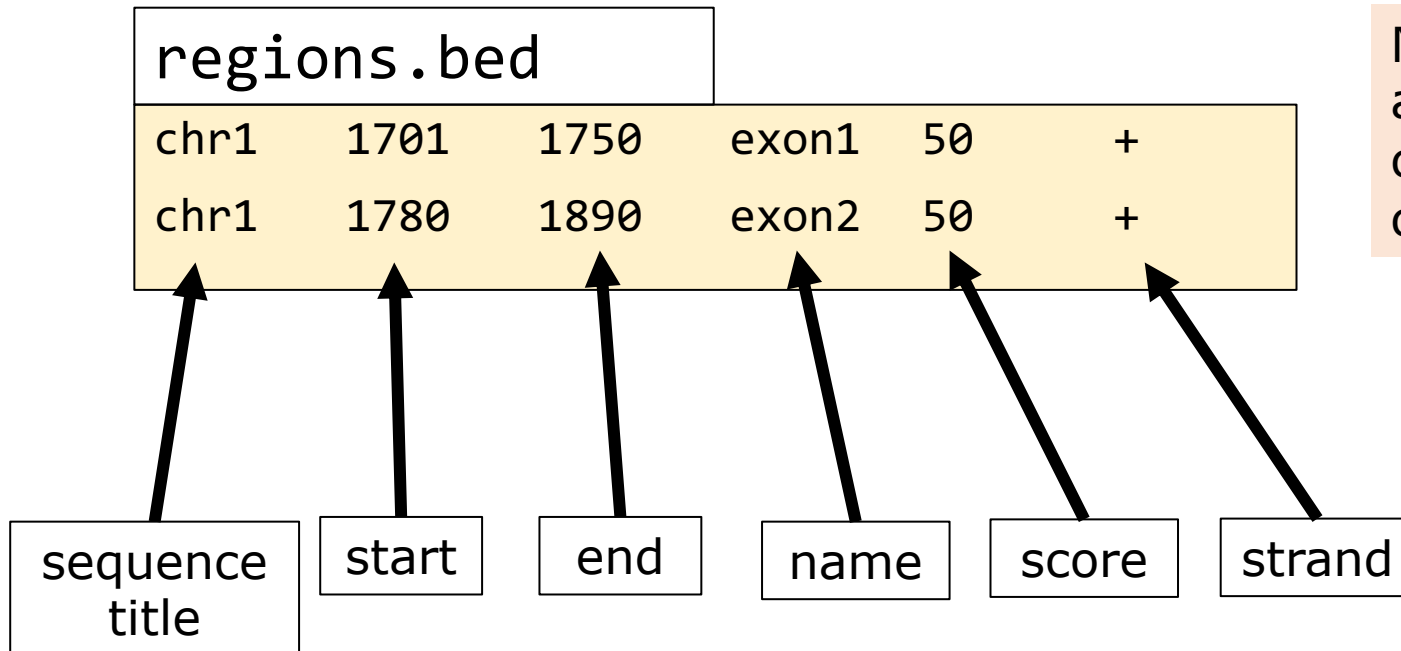 regions.bed
chr1 1701 1750 exon1 50 +
chr1 1780 1890 exon2 50 +
sequence
title
start
end
name
score
strand